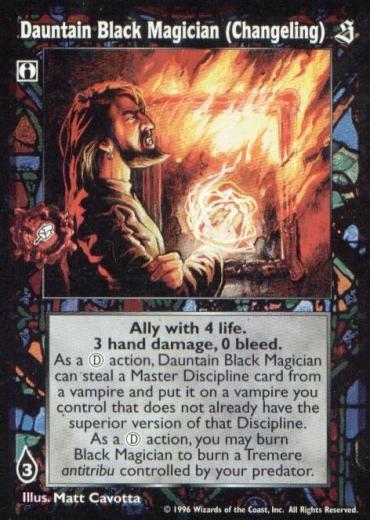 Dauntain Black Magician (Changeling)
Ally with 4 life.
3 hand damage, 0 bleed.
As a Ⓓ action, Dauntain Black Magician
can steal a Master Discipline card from
a vampire and put it on a vampire you
control that does not already have the
superior version of that Discipline.
As a Ⓓ action, you may burn
Black Magician to burn a Tremere
antitribu controlled by your predator.
3
Illus. Matt Cavotta
© 1996 Wizards of the Coast, Inc. All Rights Reserved.